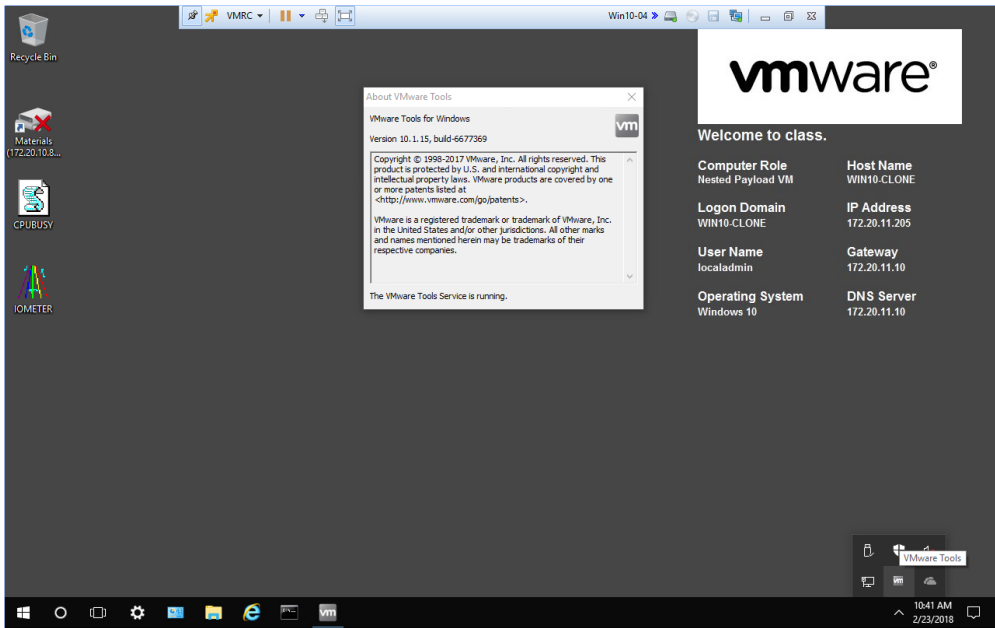 Recycle Bin
VMRC
Win10-04
vmware®
Materials
(172.20.10.8...
CPUBUSY
IOMETER
About VMware Tools
VMware Tools for Windows
vm
Version 10.1.15, build-6677369
Copyright © 1998-2017 VMware, Inc. All rights reserved. This
product is protected by U.S. and international copyright and
intellectual property laws. VMware products are covered by one
or more patents listed at
<http://www.vmware.com/go/patents>.
VMware is a registered trademark or trademark of VMware, Inc.
in the United States and/or other jurisdictions. All other marks
and names mentioned herein may be trademarks of their
respective companies.
The VMware Tools Service is running.
Welcome to class.
Computer Role
Nested Payload VM
Host Name
WIN10-CLONE
Logon Domain
WIN10-CLONE
IP Address
172.20.11.205
User Name
localadmin
Gateway
172.20.11.10
Operating System
Windows 10
DNS Server
172.20.11.10
VMware Tools
vm
vm
10:41 AM
2/23/2018